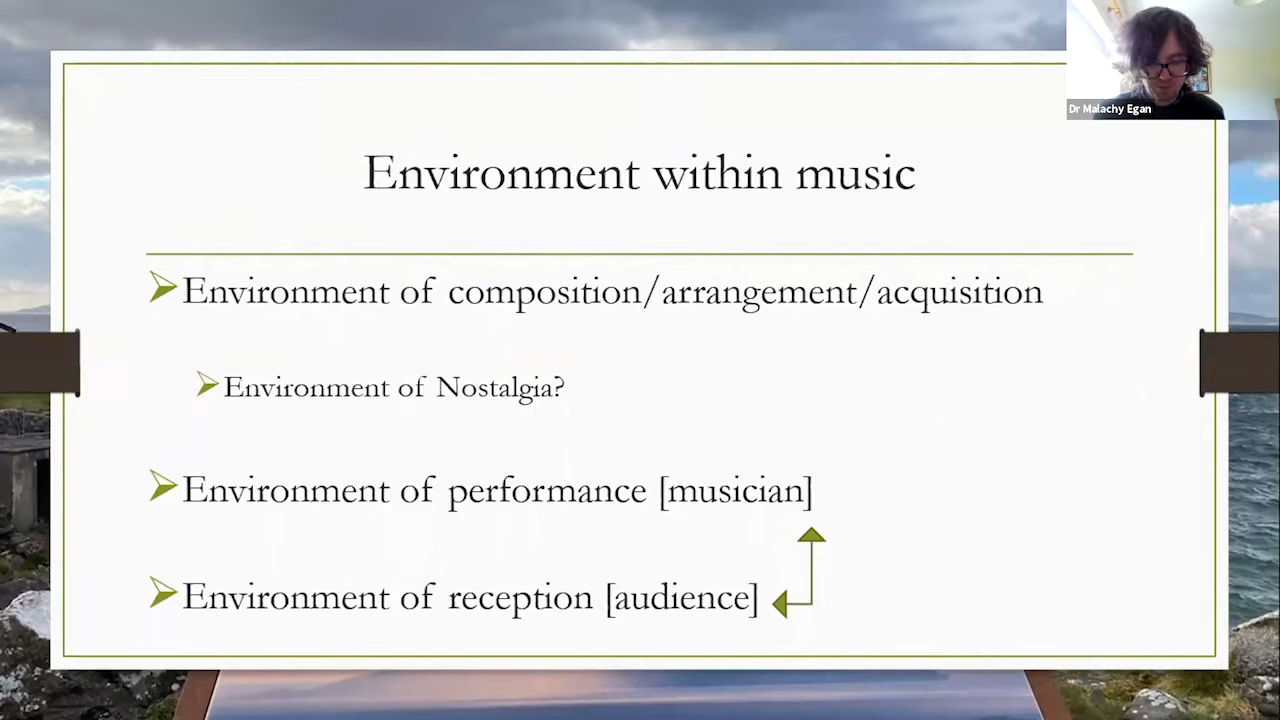 Dr Malachy Egan
Environment within music
Environment of composition/arrangement/acquisition
Environment of Nostalgia?
Environment of performance [musician]
Environment of reception [audience]